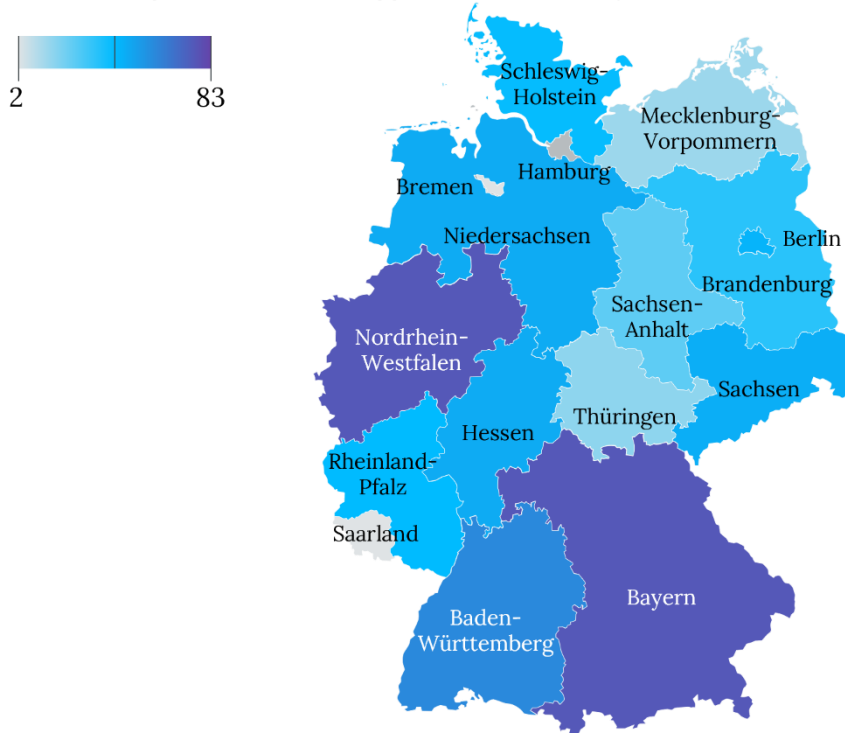 2 83
Schleswig-
Holstein
Mecklenburg-
Vorpommern
Hamburg
Bremen
Niedersachsen
Berlin
Brandenburg
Sachsen-
Anhalt
Nordrhein-
Westfalen
Sachsen
Thüringen
Hessen
Rheinland-
Pfalz
Saarland
Bayern
Baden-
Württemberg